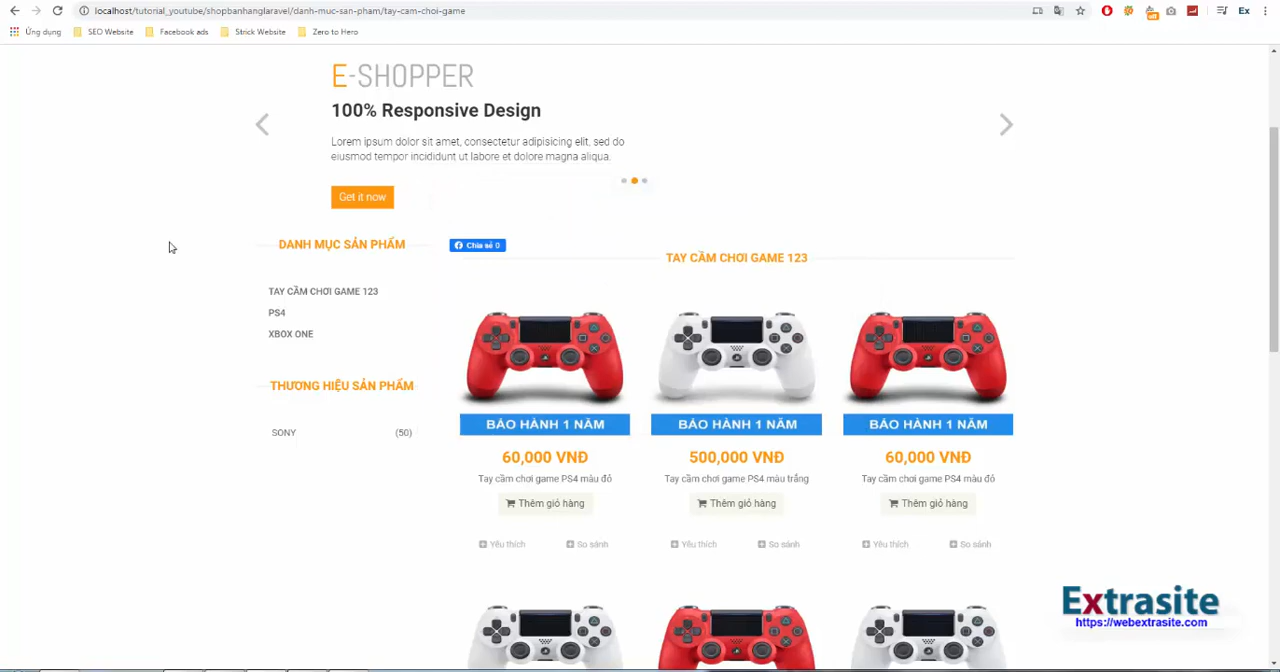 localhost/tutorial_youtube/shopbanhanglaravel/danh-muc-san-pham/tay-cam-choi-game
off
Ex
Ứng dụng
SEO Website
Facebook ads
Strick Website
Zero to Hero
E-SHOPPER
100% Responsive Design
Lorem ipsum dolor sit amet, consectetur adipisicing elit, sed do
eiusmod tempor incididunt ut labore et dolore magna aliqua.
Get it now
DANH MỤC SẢN PHẨM
TAY CẦM CHƠI GAME 123
PS4
XBOX ONE
THƯƠNG HIỆU SẢN PHẨM
SONY (50)
Chia sẻ 0
TAY CẦM CHƠI GAME 123
BẢO HÀNH 1 NĂM
BẢO HÀNH 1 NĂM
BẢO HÀNH 1 NĂM
60,000 VNĐ
500,000 VNĐ
60,000 VNĐ
Tay cầm chơi game PS4 màu đỏ
Tay cầm chơi game PS4 màu trắng
Tay cầm chơi game PS4 màu đỏ
Thêm giỏ hàng
Thêm giỏ hàng
Thêm giỏ hàng
Yêu thích
So sánh
Yêu thích
So sánh
Yêu thích
So sánh
Extrasite
https://webextrasite.com